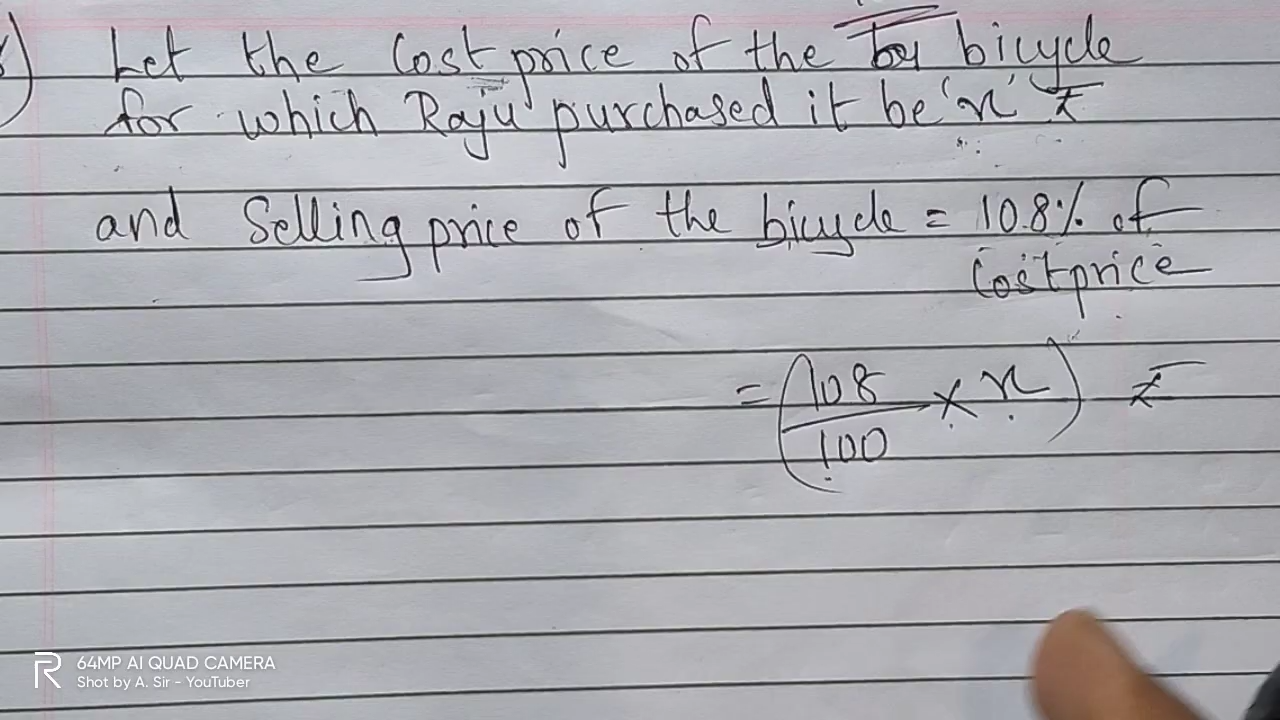 Let the Cost price of the bicycle
for which Raju purchased it be 'x' ₹
and Selling price of the bicycle = 108% of
Cost price
= (108/100 × x) ₹
64MP AI QUAD CAMERA
Shot by A. Sir - YouTuber